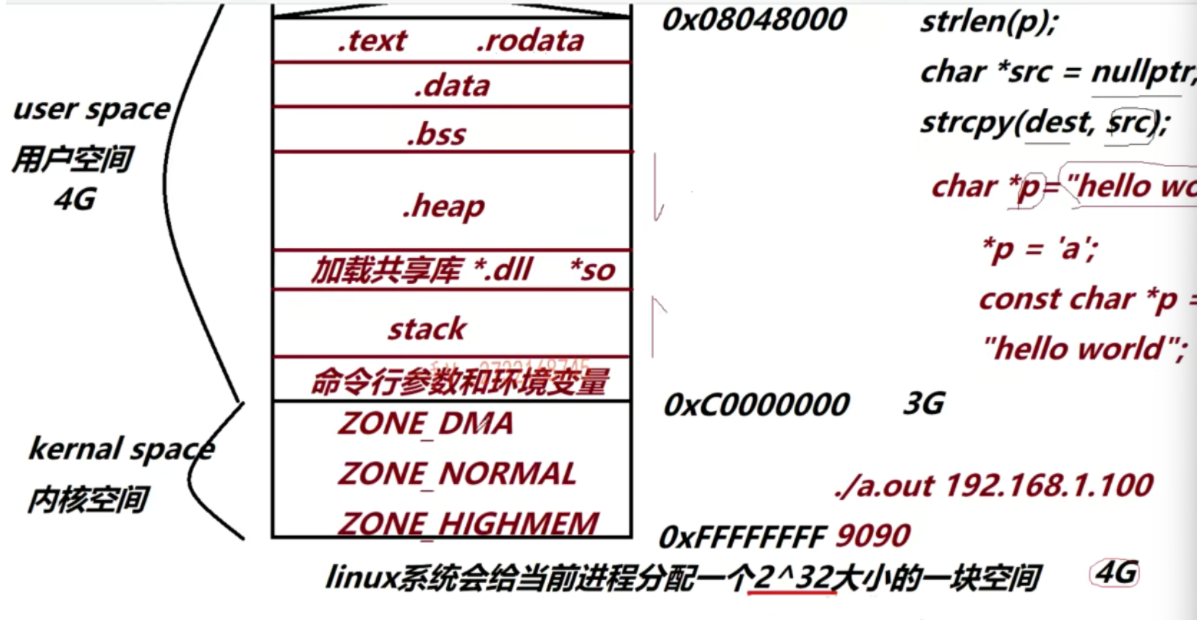 0x08048000
strlen(p);
.text .rodata
char *src = nullptr,
.data
user space
strcpy(dest, src);
.bss
用户空间
4G
char *p="hello wo
.heap
*p = 'a';
加载共享库 *.dll *so
const char *p =
stack
"hello world";
命令行参数和环境变量
0xC0000000 3G
ZONE_DMA
kernal space
ZONE_NORMAL
内核空间
./a.out 192.168.1.100
ZONE_HIGHMEM
0xFFFFFFFF 9090
linux系统会给当前进程分配一个2^32大小的一块空间 4G